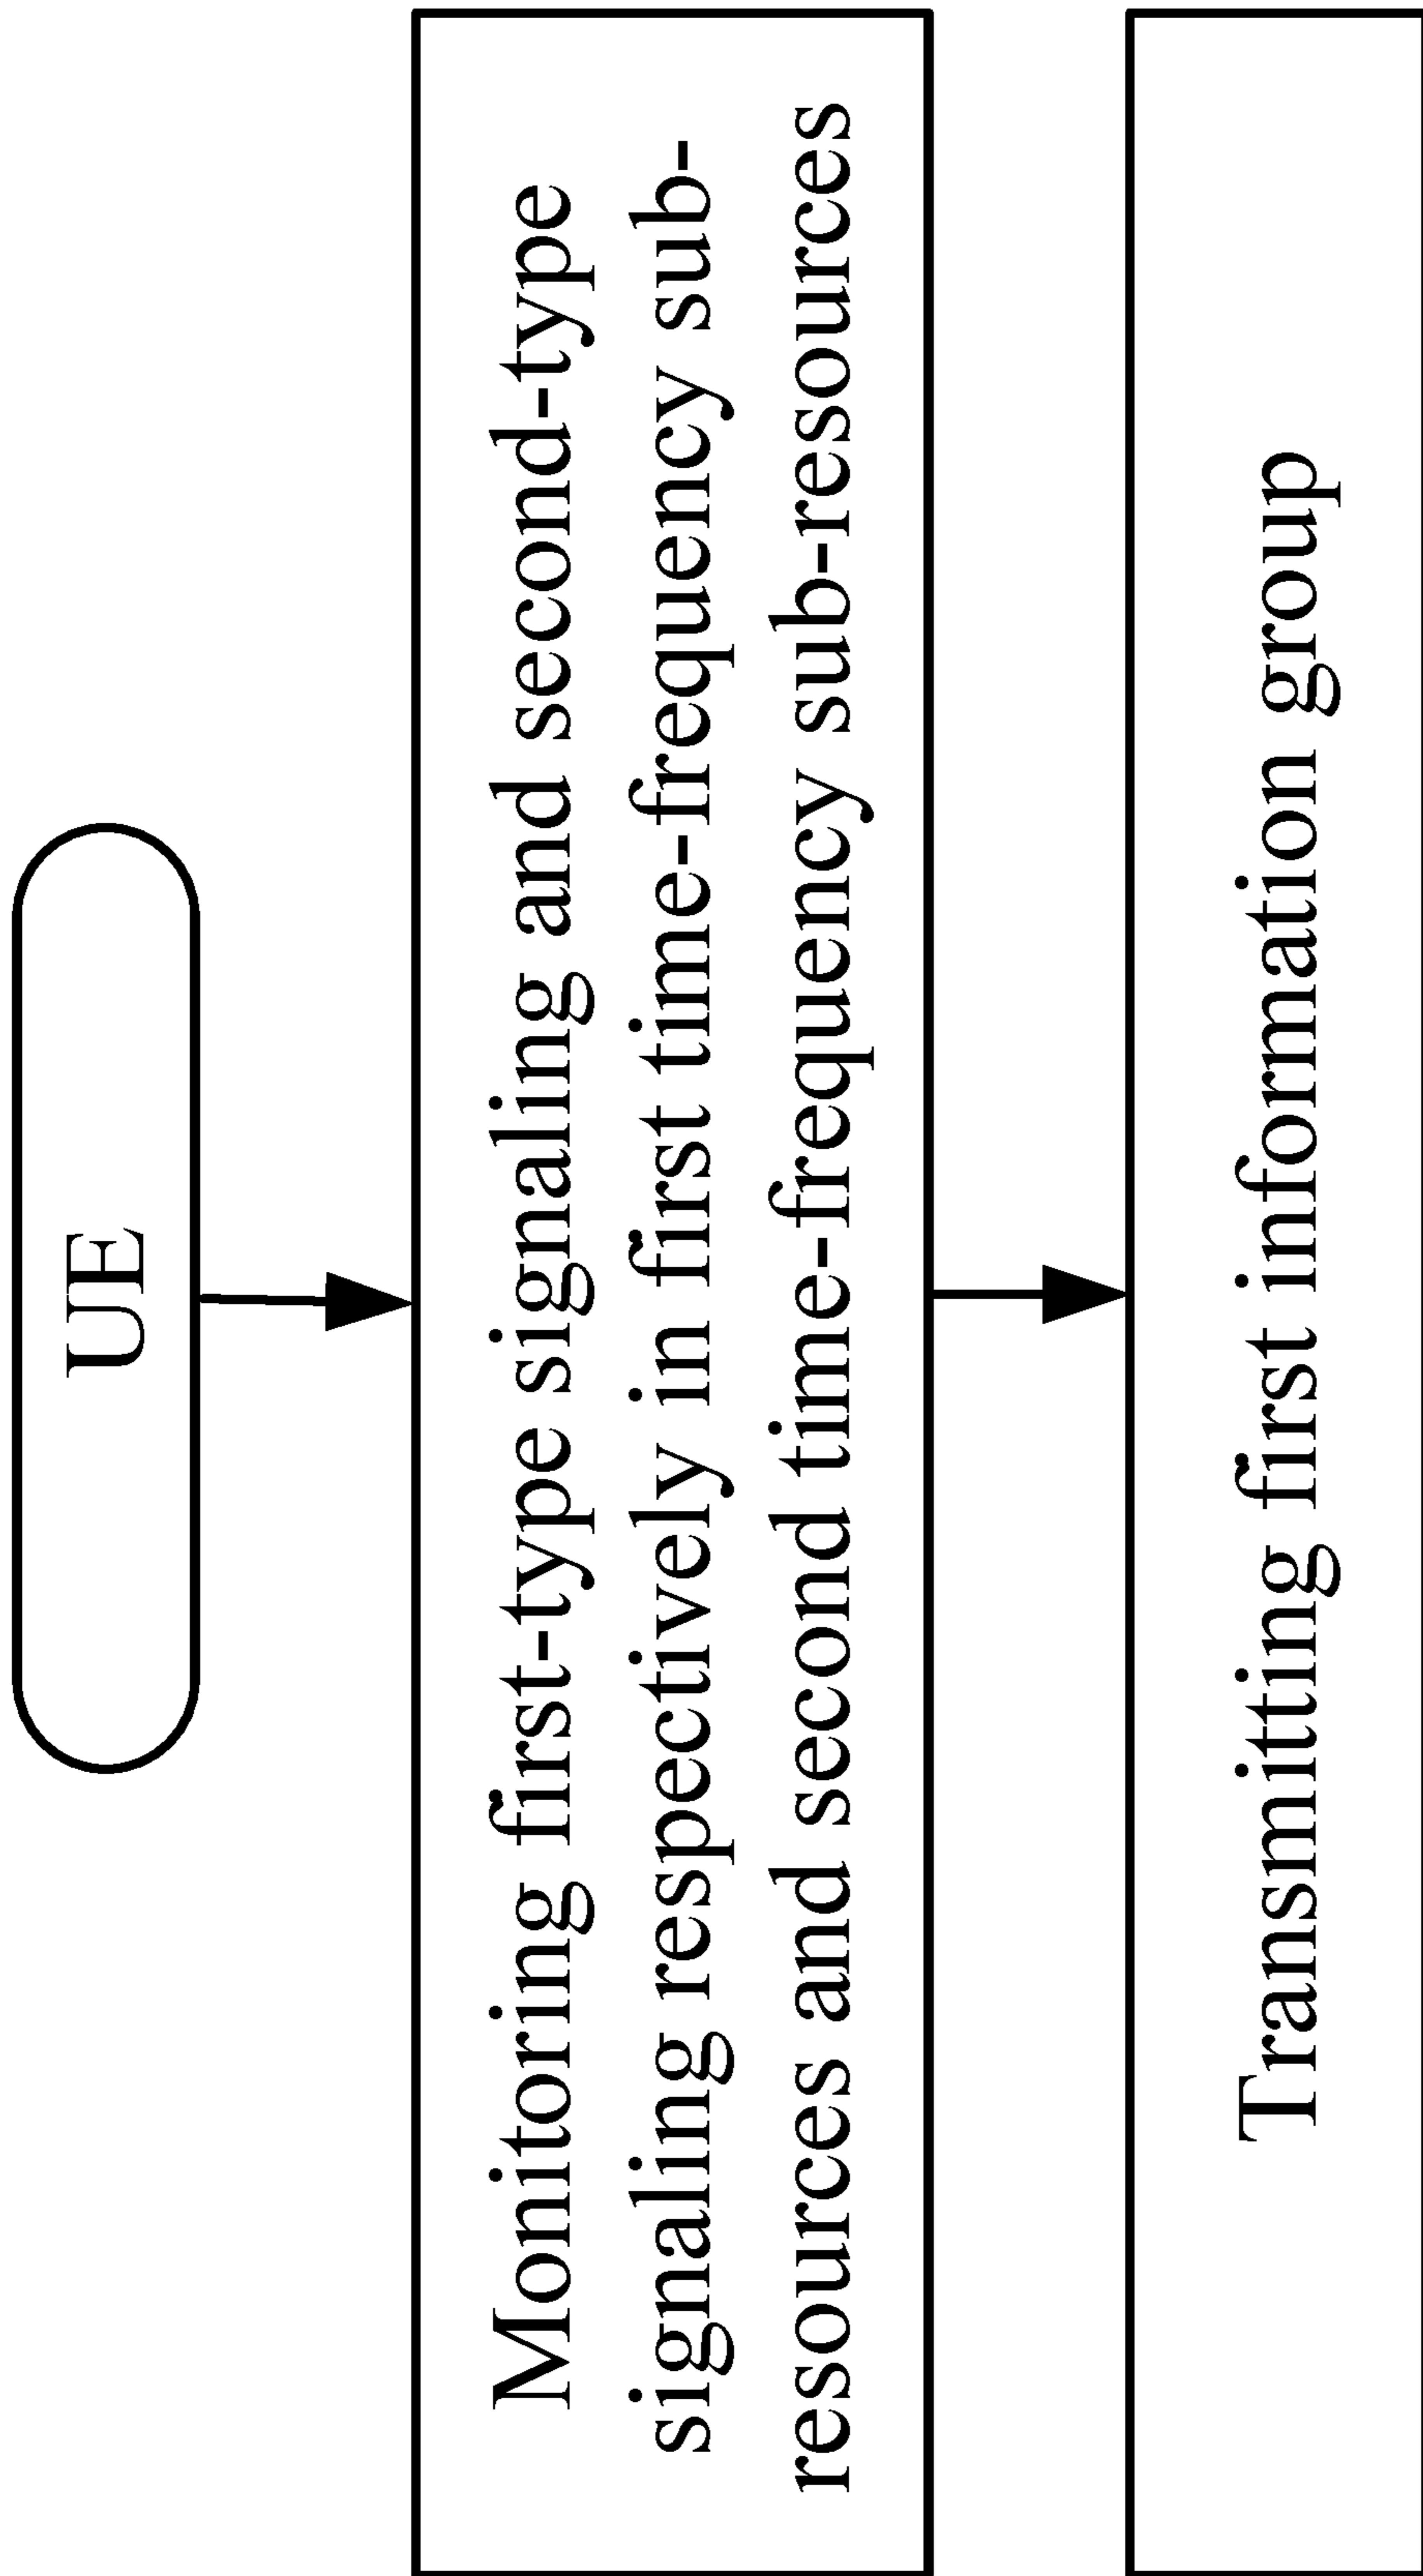 UE
Monitoring first-type signaling and second-type
signaling respectively in first time-frequency sub-
resources and second time-frequency sub-resources
Transmitting first information group